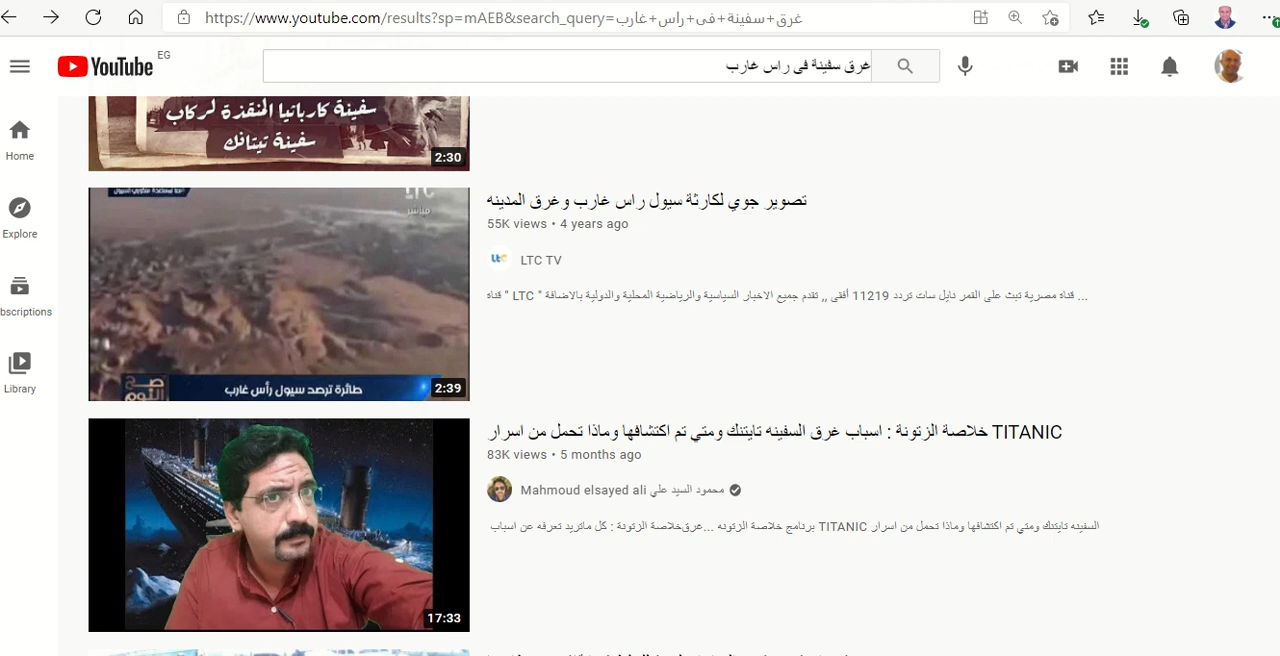 https://www.youtube.com/results?sp=mAEB&search_query=غرق+سفينة+فى+راس+غارب
YouTube EG
غرق سفينة فى راس غارب
Home
Explore
bscriptions
Library
سفينة كارباتيا المنقذة لركاب
سفينة تيتانك
2:30
LTC
مباشر
طائرة ترصد سيول رأس غارب
صح النوم
2:39
تصوير جوي لكارثة سيول راس غارب وغرق المدينه
55K views • 4 years ago
LTC TV
قناه " LTC " قناه مصرية تبث على القمر نايل سات تردد 11219 أفقى ,, تقدم جميع الاخبار السياسية والرياضية المحلية والدولية بالاضافة ...
17:33
خلاصة الزتونة : اسباب غرق السفينه تايتنك ومتي تم اكتشافها وماذا تحمل من اسرار TITANIC
83K views • 5 months ago
Mahmoud elsayed ali محمود السيد علي
السفينه تايتنك ومتي تم اكتشافها وماذا تحمل من اسرار TITANIC برنامج خلاصة الزتونه ...غرقخلاصة الزتونة : كل ماتريد تعرفه عن اسباب